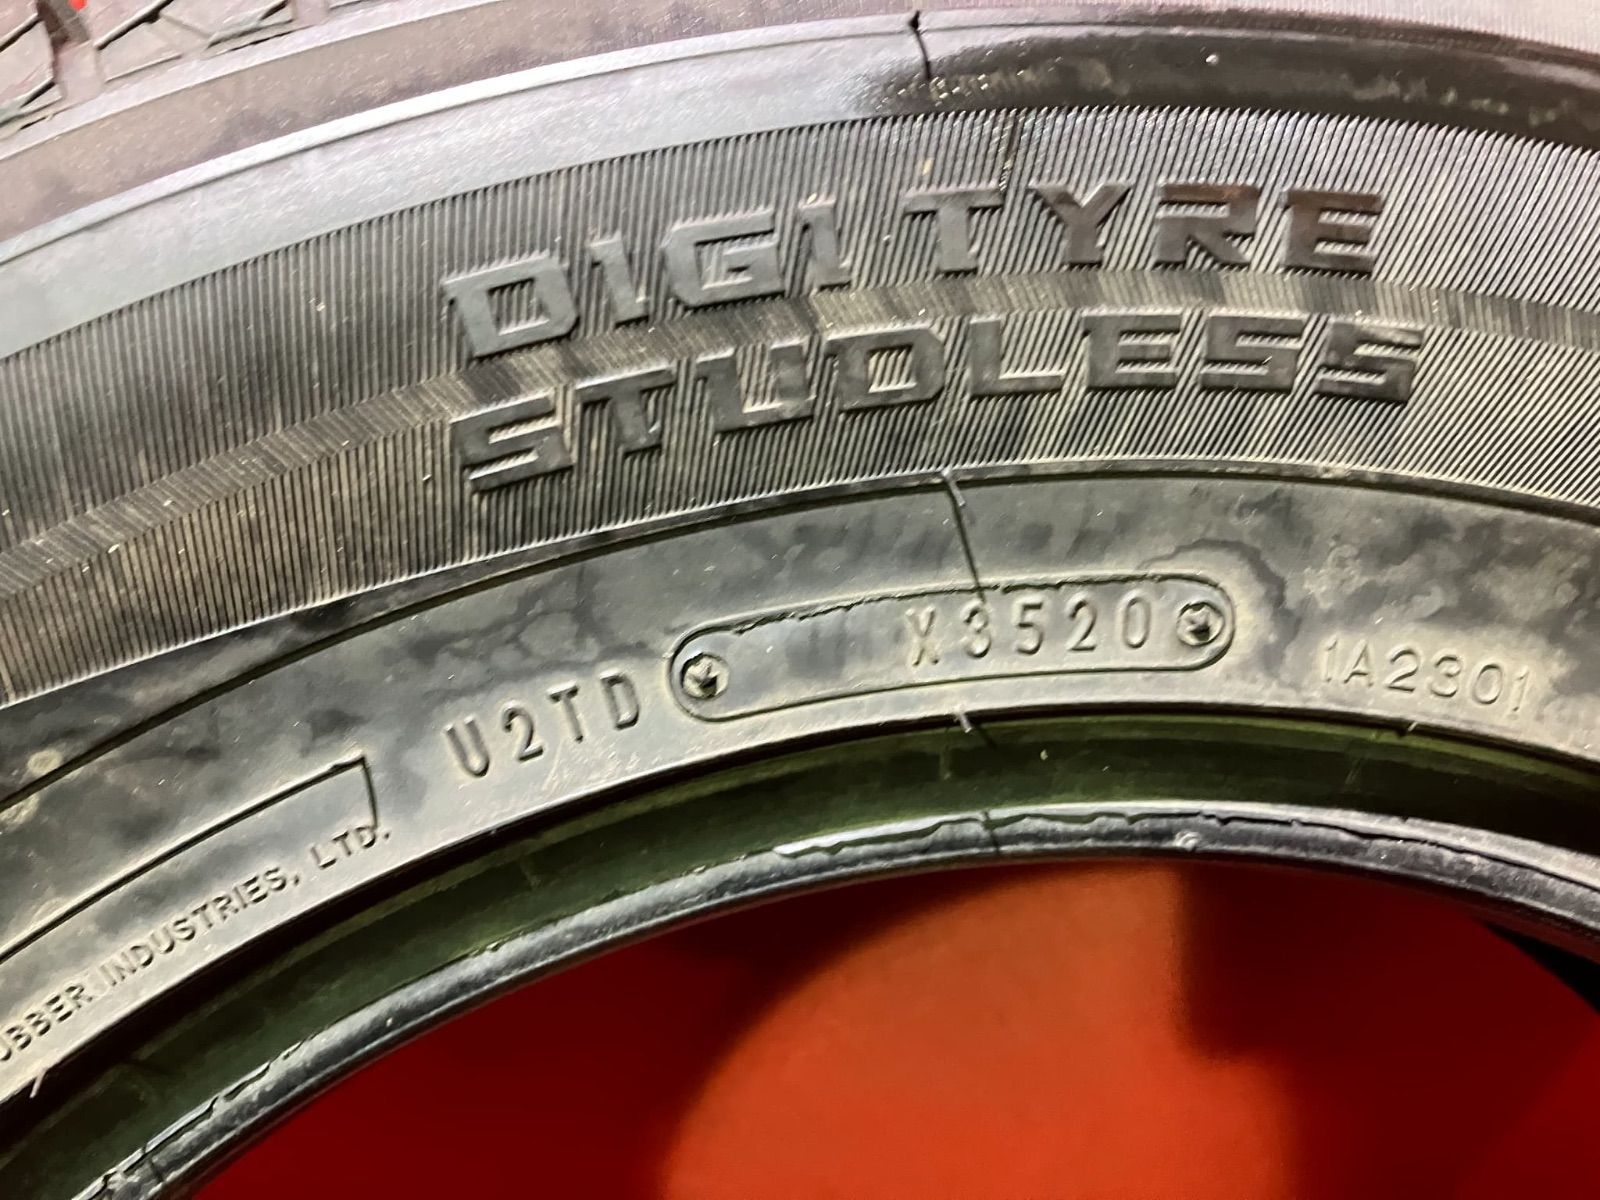 DIGI TYRE
STUDLESS
U2TD X3520 1A2301
RUBBER INDUSTRIES, LTD.